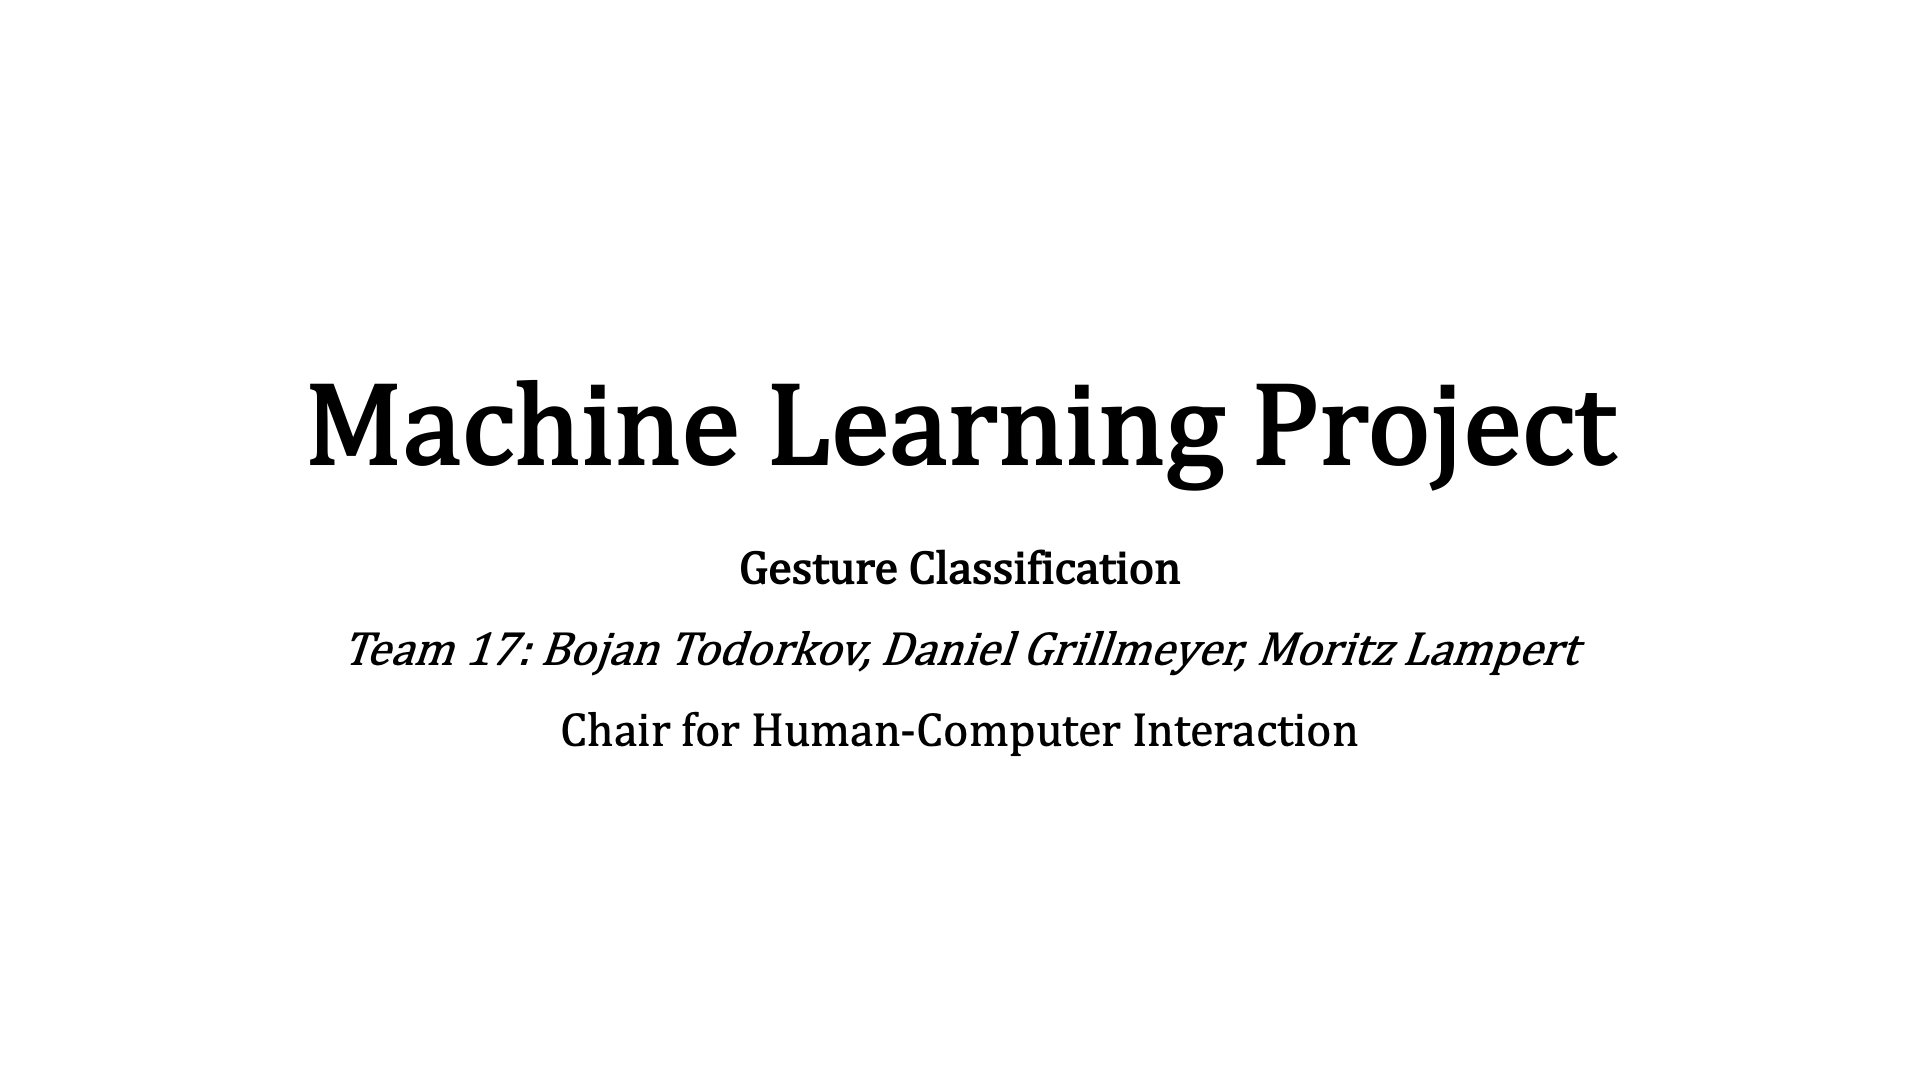 Machine Learning Project
Gesture Classification
Team 17: Bojan Todorkov, Daniel Grillmeyer, Moritz Lampert
Chair for Human-Computer Interaction